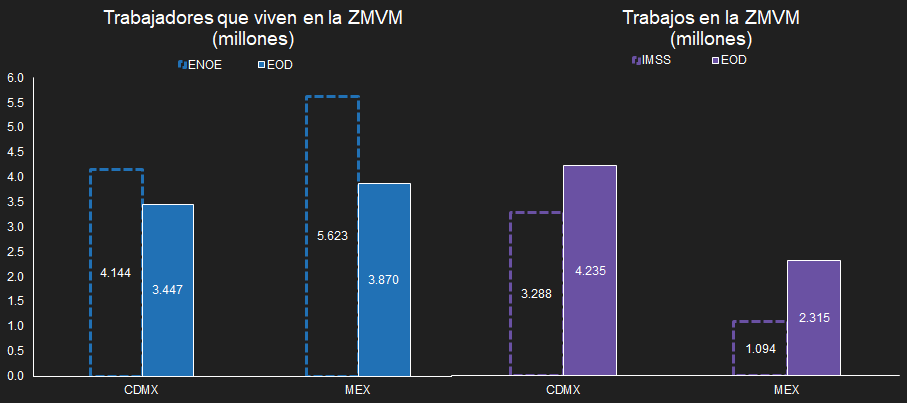 Trabajadores que viven en la ZMVM
(millones)
ENOE EOD
6.0
5.5
5.0
4.5
4.0
3.5
3.0
2.5
2.0
1.5
1.0
0.5
0.0
4.144
3.447
5.623
3.870
CDMX MEX
Trabajos en la ZMVM
(millones)
IMSS EOD
3.288
4.235
1.094
2.315
CDMX MEX